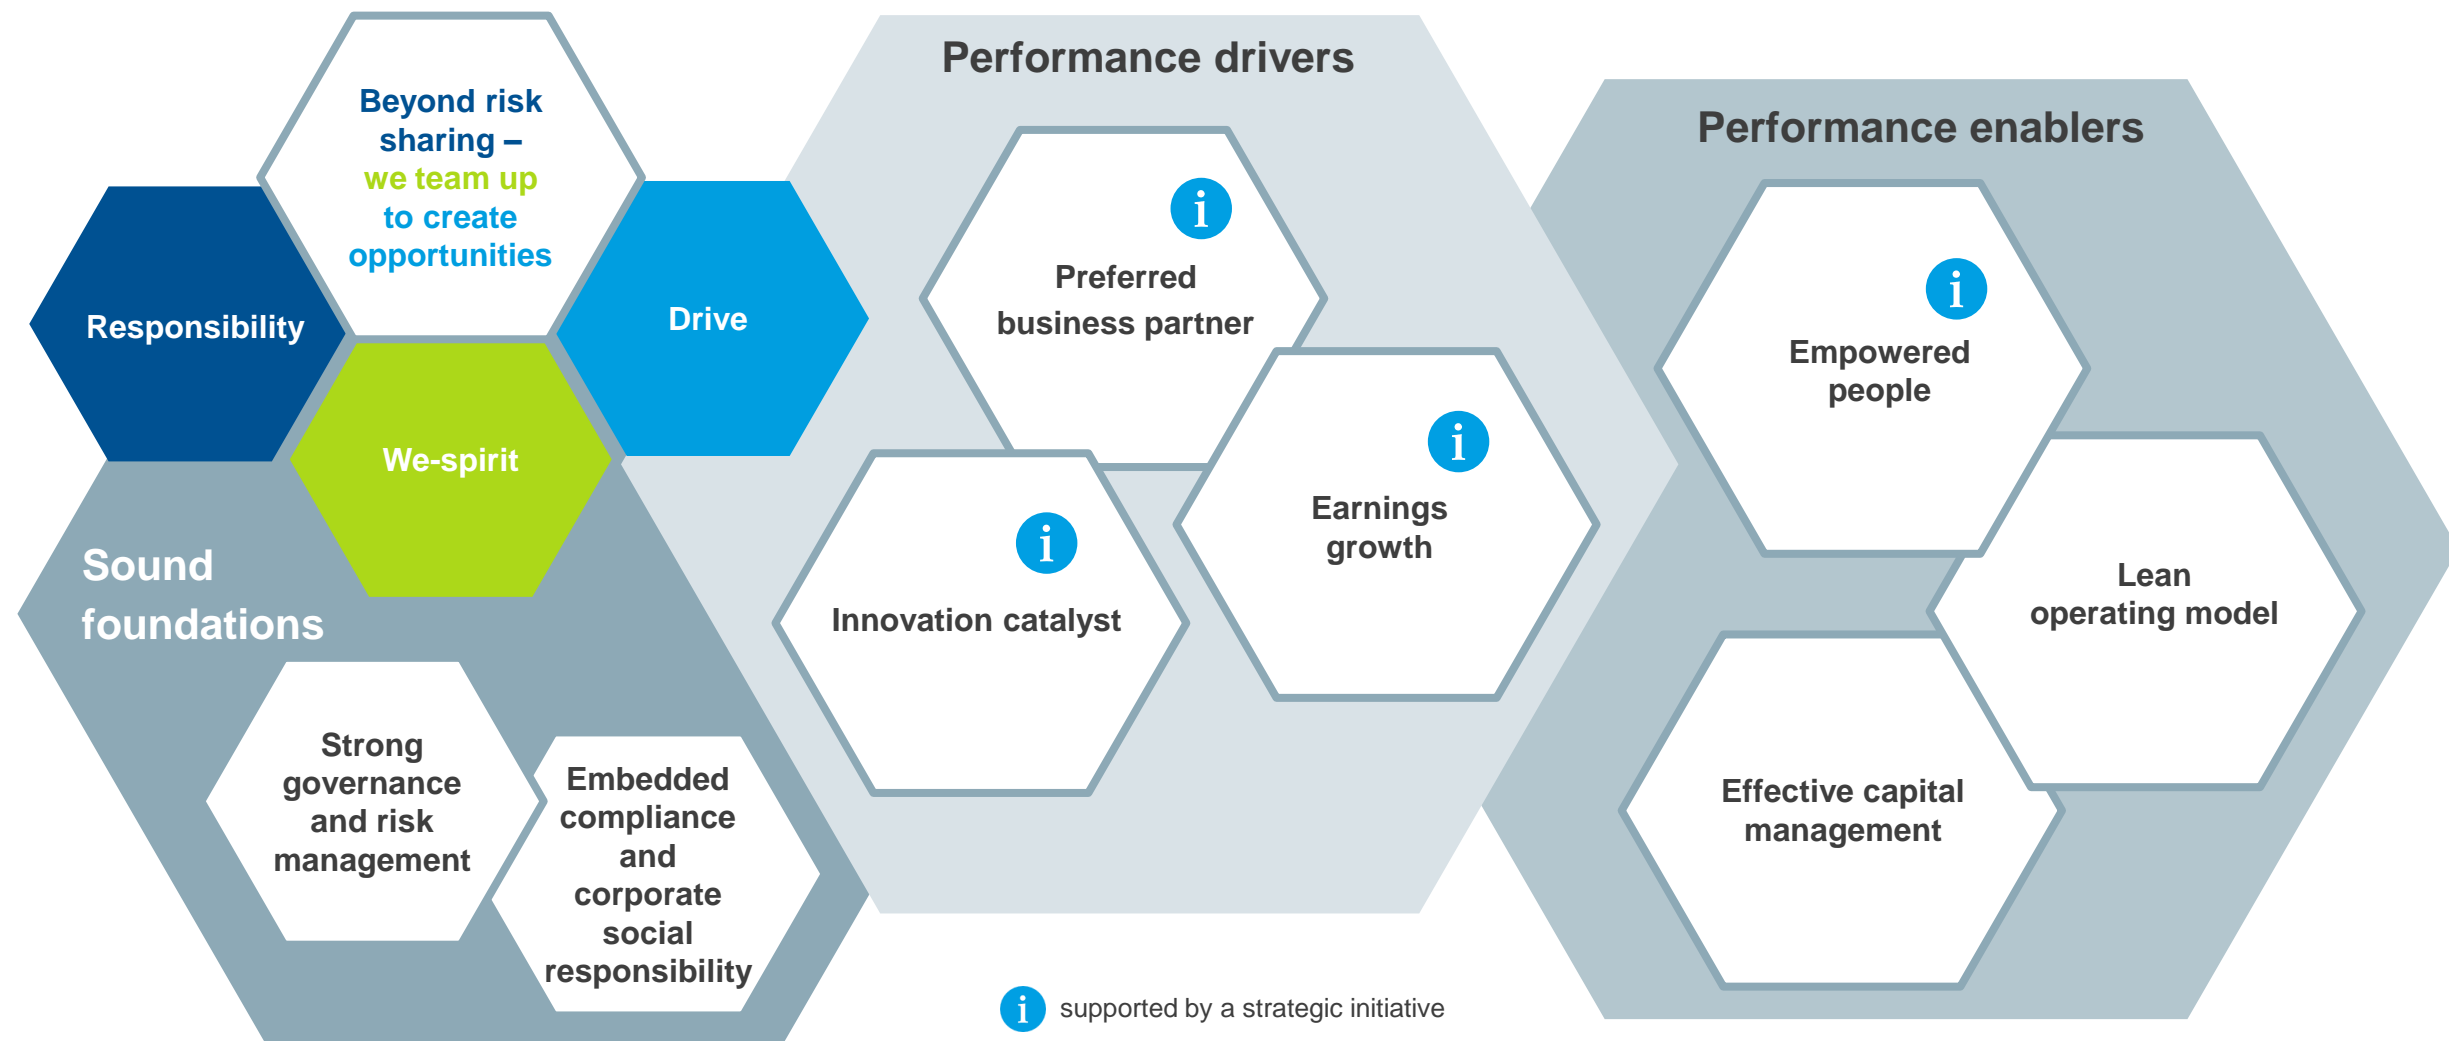 Beyond risk
sharing –
we team up
to create
opportunities
Responsibility
Drive
We-spirit
Sound
foundations
Strong
governance
and risk
management
Embedded
compliance
and
corporate
social
responsibility
Performance drivers
i
Preferred
business partner
i
Earnings
growth
i
Innovation catalyst
Performance enablers
i
Empowered
people
Lean
operating model
Effective capital
management
i supported by a strategic initiative